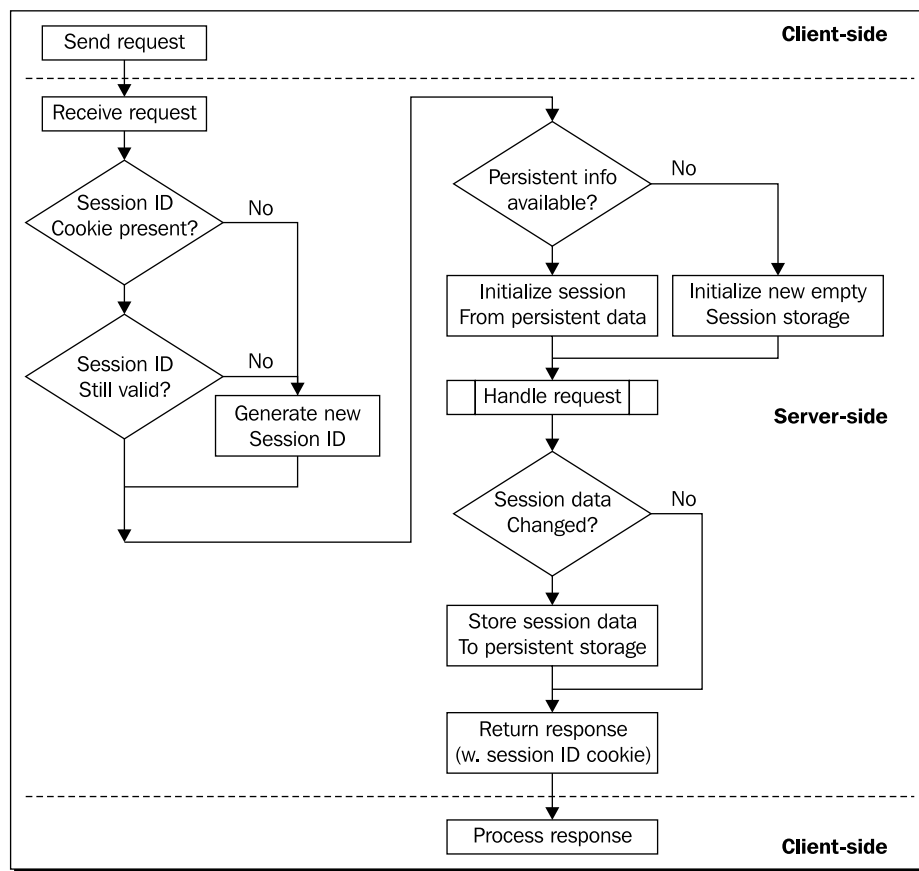 Send request
Client-side
Receive request
Session ID
Cookie present?
No
Session ID
Still valid?
No
Generate new
Session ID
Persistent info
available?
No
Initialize session
From persistent data
Initialize new empty
Session storage
Handle request
Server-side
Session data
Changed?
No
Store session data
To persistent storage
Return response
(w. session ID cookie)
Process response
Client-side